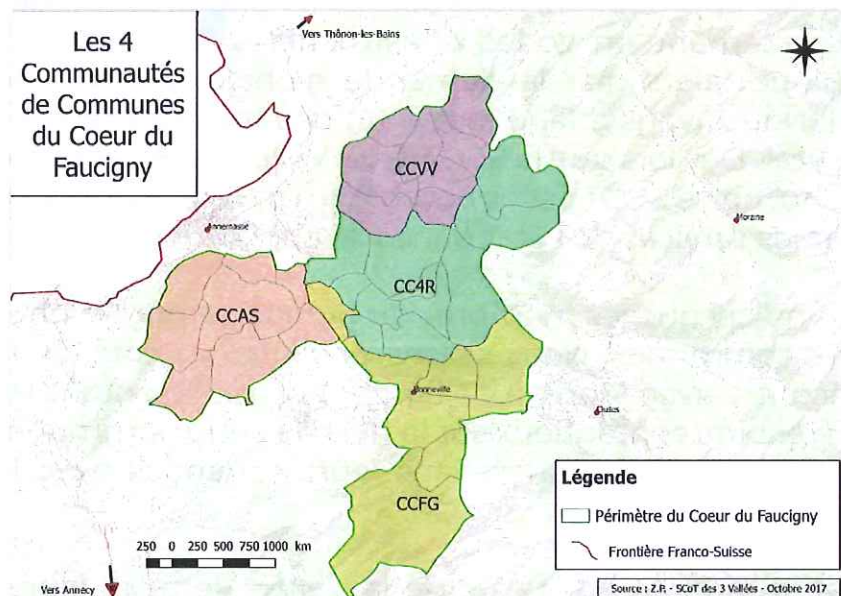 Les 4
Communautés
de Communes
du Coeur du
Faucigny
Vers Thônon-les-Bains
CCVV
Annemasse
Morzine
CC4R
CCAS
Bonneville
Cluses
CCFG
Légende
Périmètre du Coeur du Faucigny
Frontière Franco-Suisse
250 0 250 500 750 1000 km
Vers Annecy
Source : Z.P. - SCoT des 3 Vallées - Octobre 2017